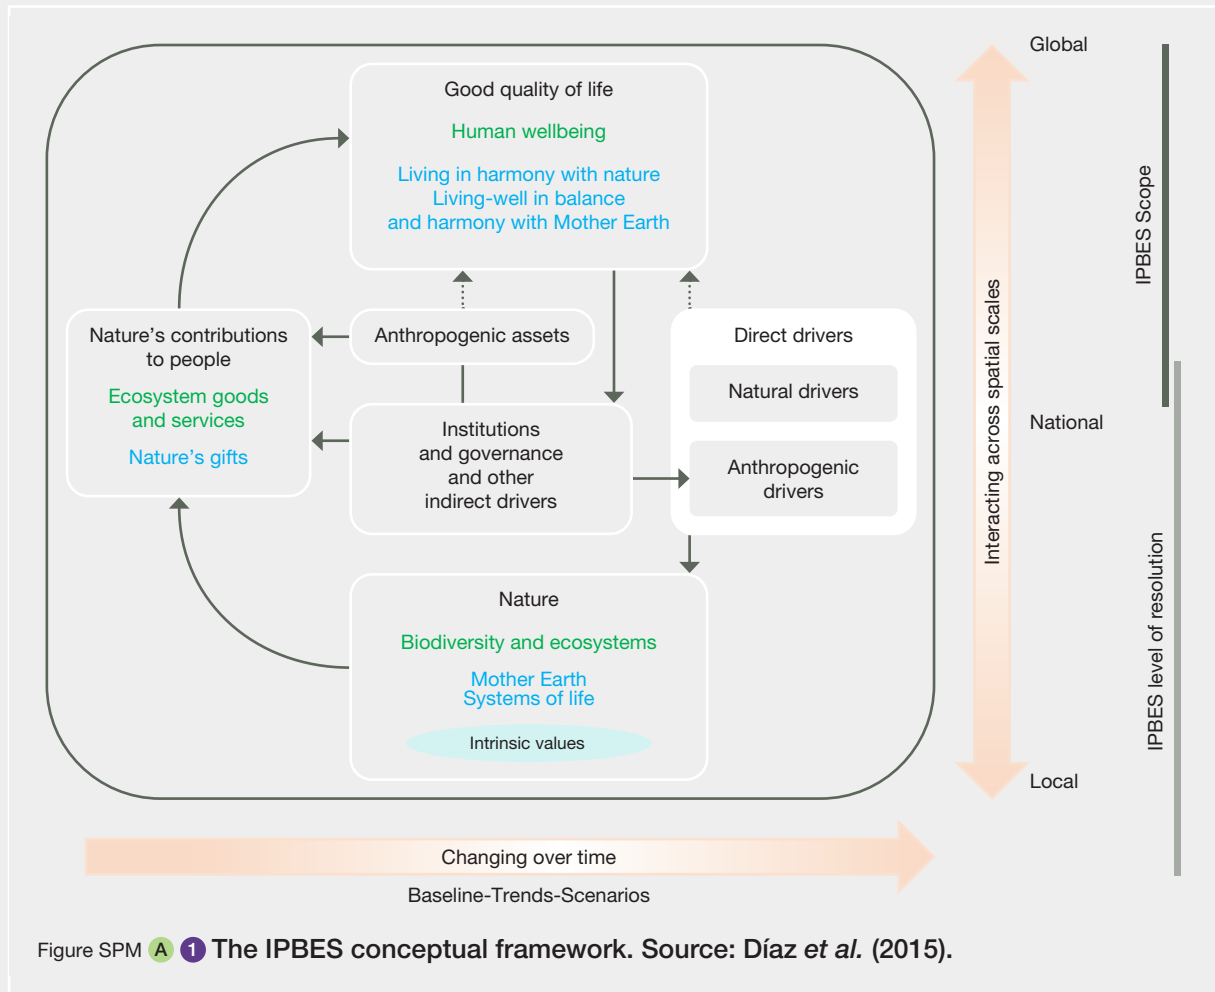 Good quality of life
Human wellbeing
Living in harmony with nature
Living-well in balance
and harmony with Mother Earth
Nature’s contributions
to people
Ecosystem goods
and services
Nature’s gifts
Anthropogenic assets
Institutions
and governance
and other
indirect drivers
Direct drivers
Natural drivers
Anthropogenic
drivers
Nature
Biodiversity and ecosystems
Mother Earth
Systems of life
Intrinsic values
Global
National
Local
Interacting across spatial scales
IPBES Scope
IPBES level of resolution
Changing over time
Baseline-Trends-Scenarios
Figure SPM A 1 The IPBES conceptual framework. Source: Díaz et al. (2015).